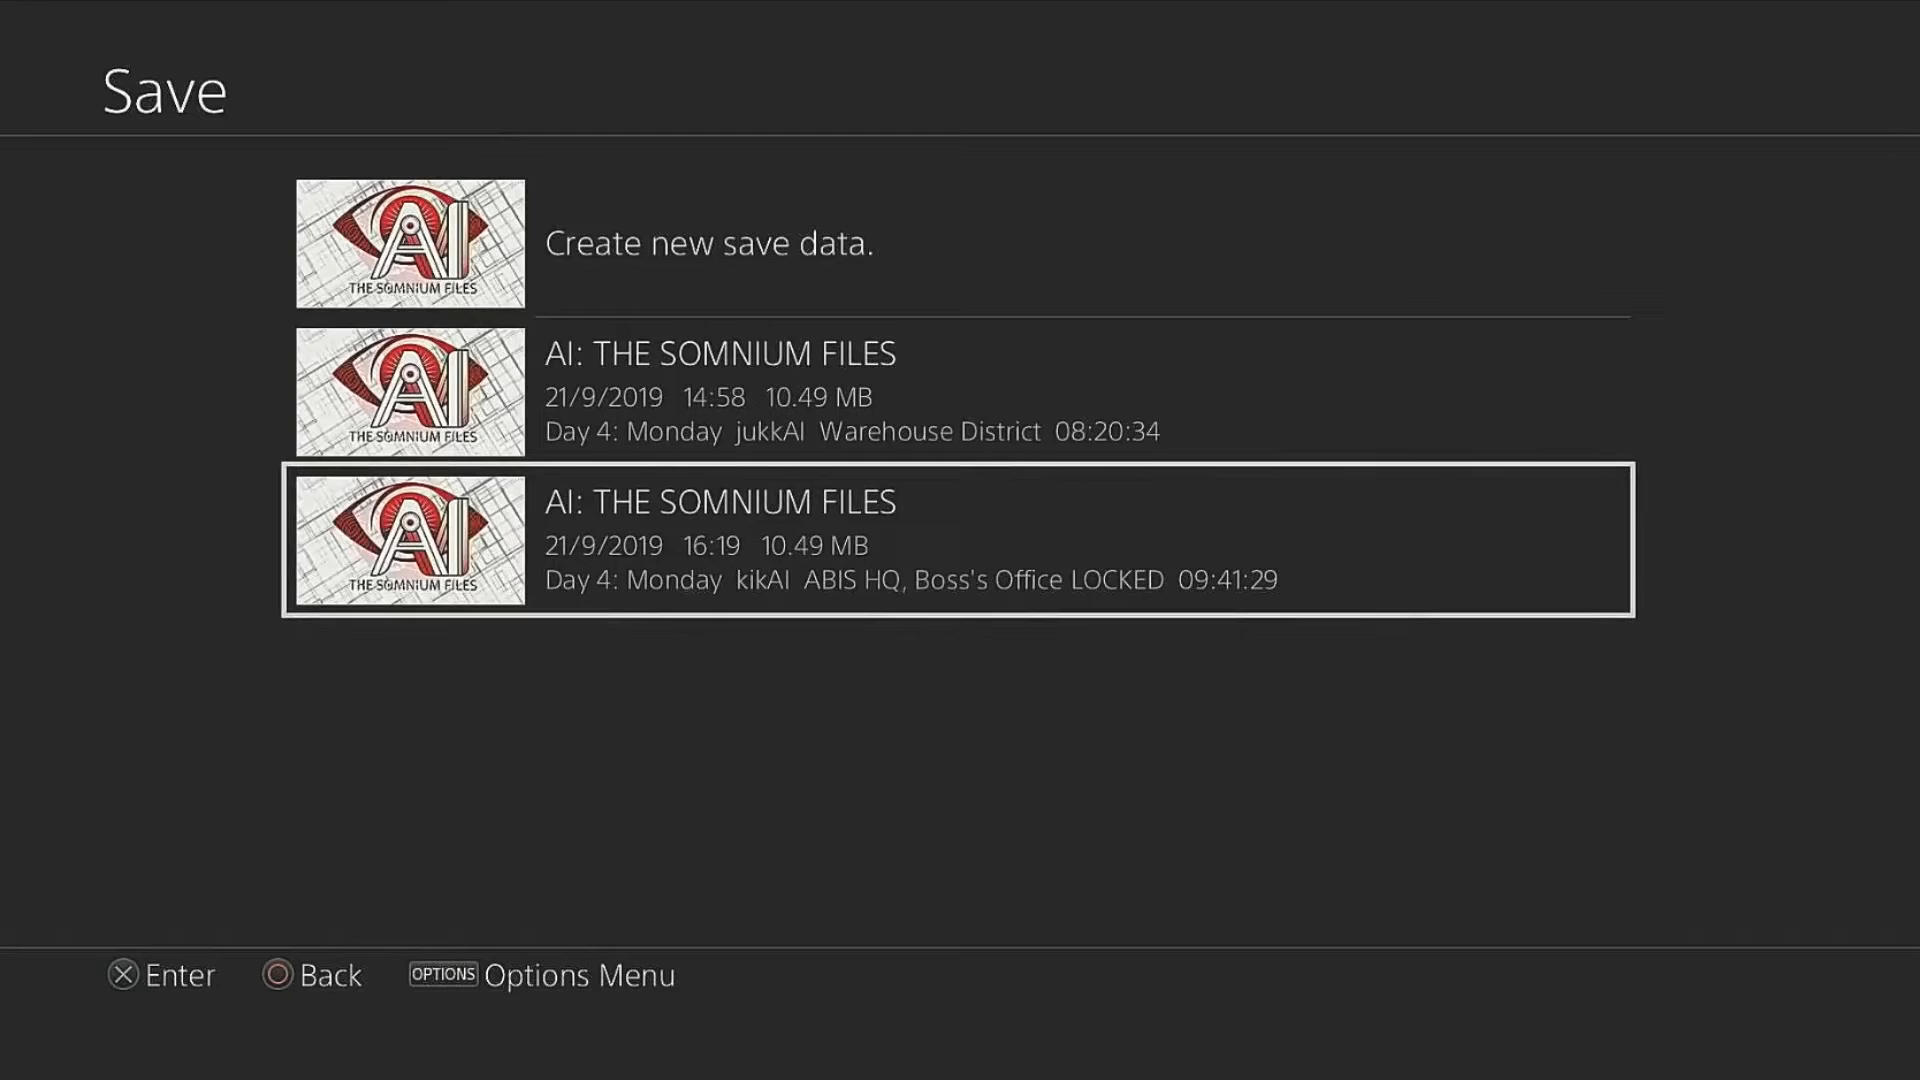 Save
AI
THE SOMNIUM FILES
Create new save data.
AI
THE SOMNIUM FILES
AI: THE SOMNIUM FILES
21/9/2019 14:58 10.49 MB
Day 4: Monday jukkAI Warehouse District 08:20:34
AI
THE SOMNIUM FILES
AI: THE SOMNIUM FILES
21/9/2019 16:19 10.49 MB
Day 4: Monday kikAI ABIS HQ, Boss's Office LOCKED 09:41:29
Enter Back OPTIONS Options Menu